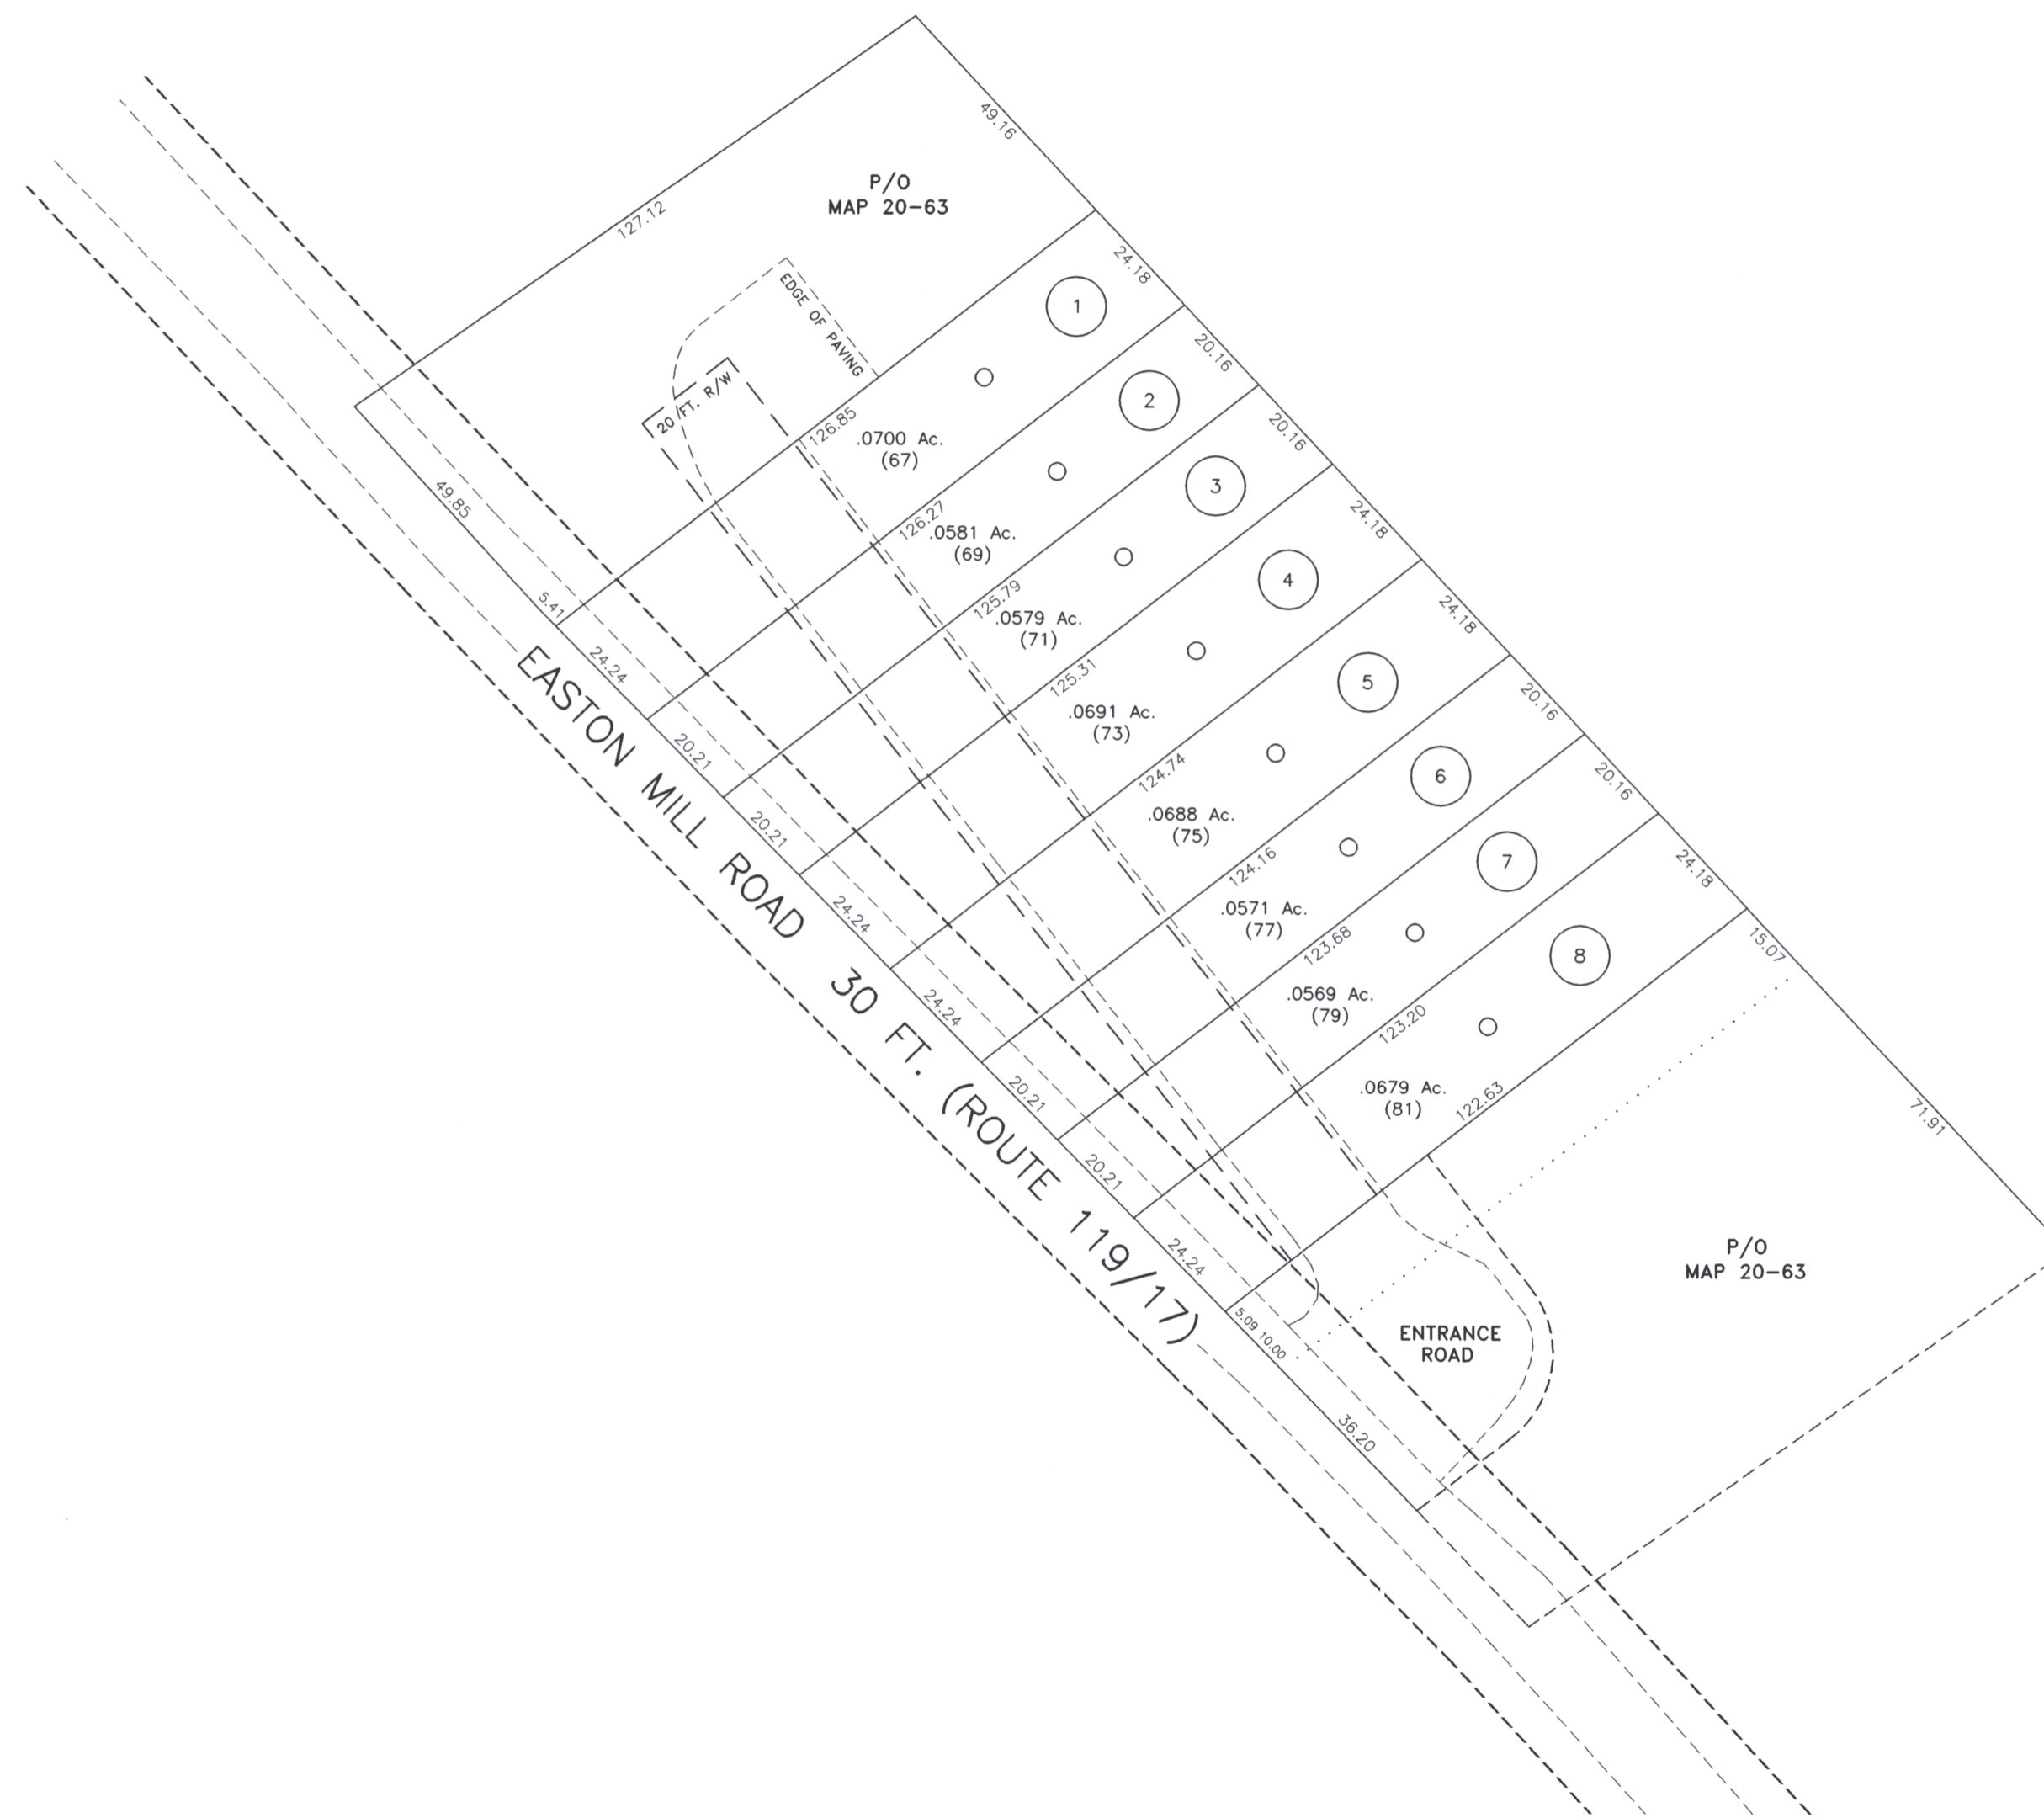 49.16
P/O
MAP 20-63
127.12
EDGE OF PAVING
20 FT. R/W
49.85
5.41
24.18
1
126.85
.0700 Ac.
(67)
24.24
20.16
2
126.27
.0581 Ac.
(69)
20.21
20.16
3
125.79
.0579 Ac.
(71)
20.21
24.18
4
125.31
.0691 Ac.
(73)
24.24
24.18
5
124.74
.0688 Ac.
(75)
24.24
20.16
6
124.16
.0571 Ac.
(77)
20.21
20.16
7
123.68
.0569 Ac.
(79)
20.21
24.18
8
123.20
.0679 Ac.
(81)
24.24
122.63
15.07
71.91
P/O
MAP 20-63
5.09
10.00
ENTRANCE
ROAD
36.20
EASTON MILL ROAD 30 FT. (ROUTE 119/17)